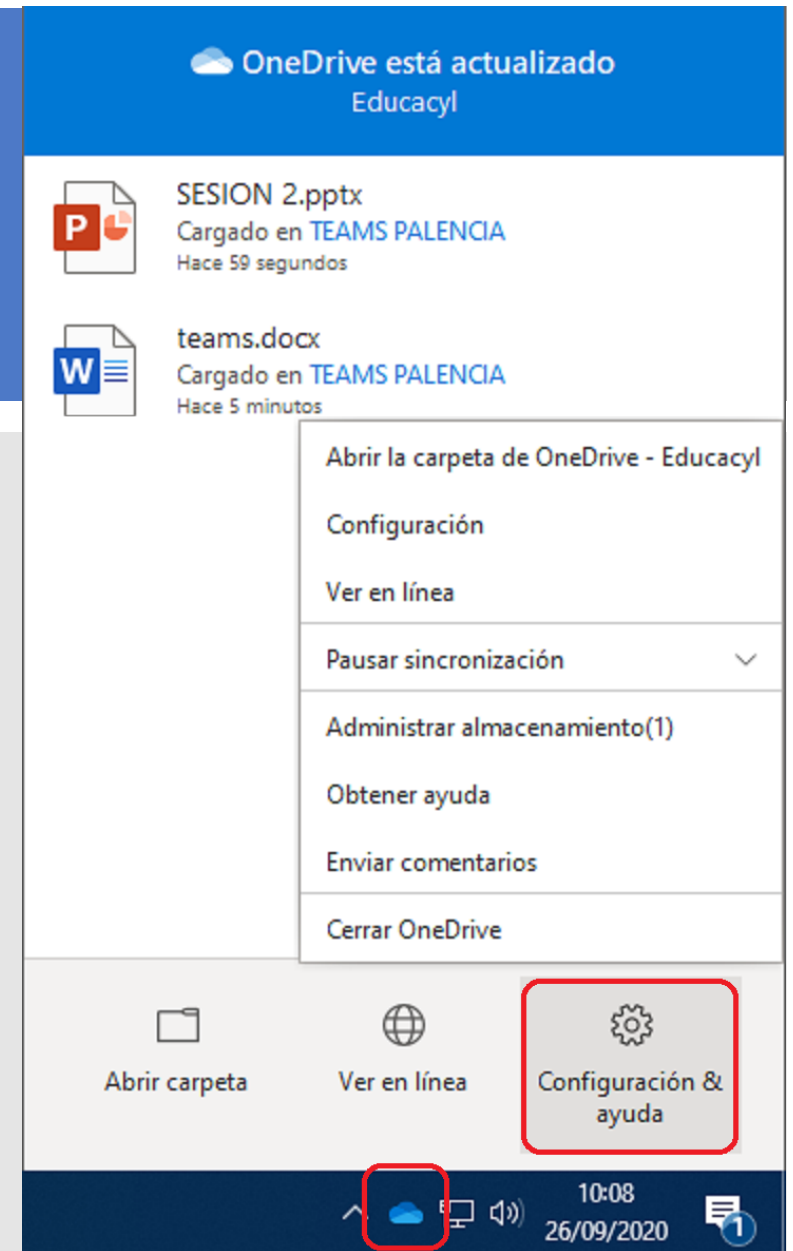 OneDrive está actualizado
Educacyl
SESION 2.pptx
Cargado en TEAMS PALENCIA
Hace 59 segundos
teams.docx
Cargado en TEAMS PALENCIA
Hace 5 minutos
Abrir la carpeta de OneDrive - Educacyl
Configuración
Ver en línea
Pausar sincronización
Administrar almacenamiento(1)
Obtener ayuda
Enviar comentarios
Cerrar OneDrive
Abrir carpeta
Ver en línea
Configuración &
ayuda
10:08
26/09/2020
1